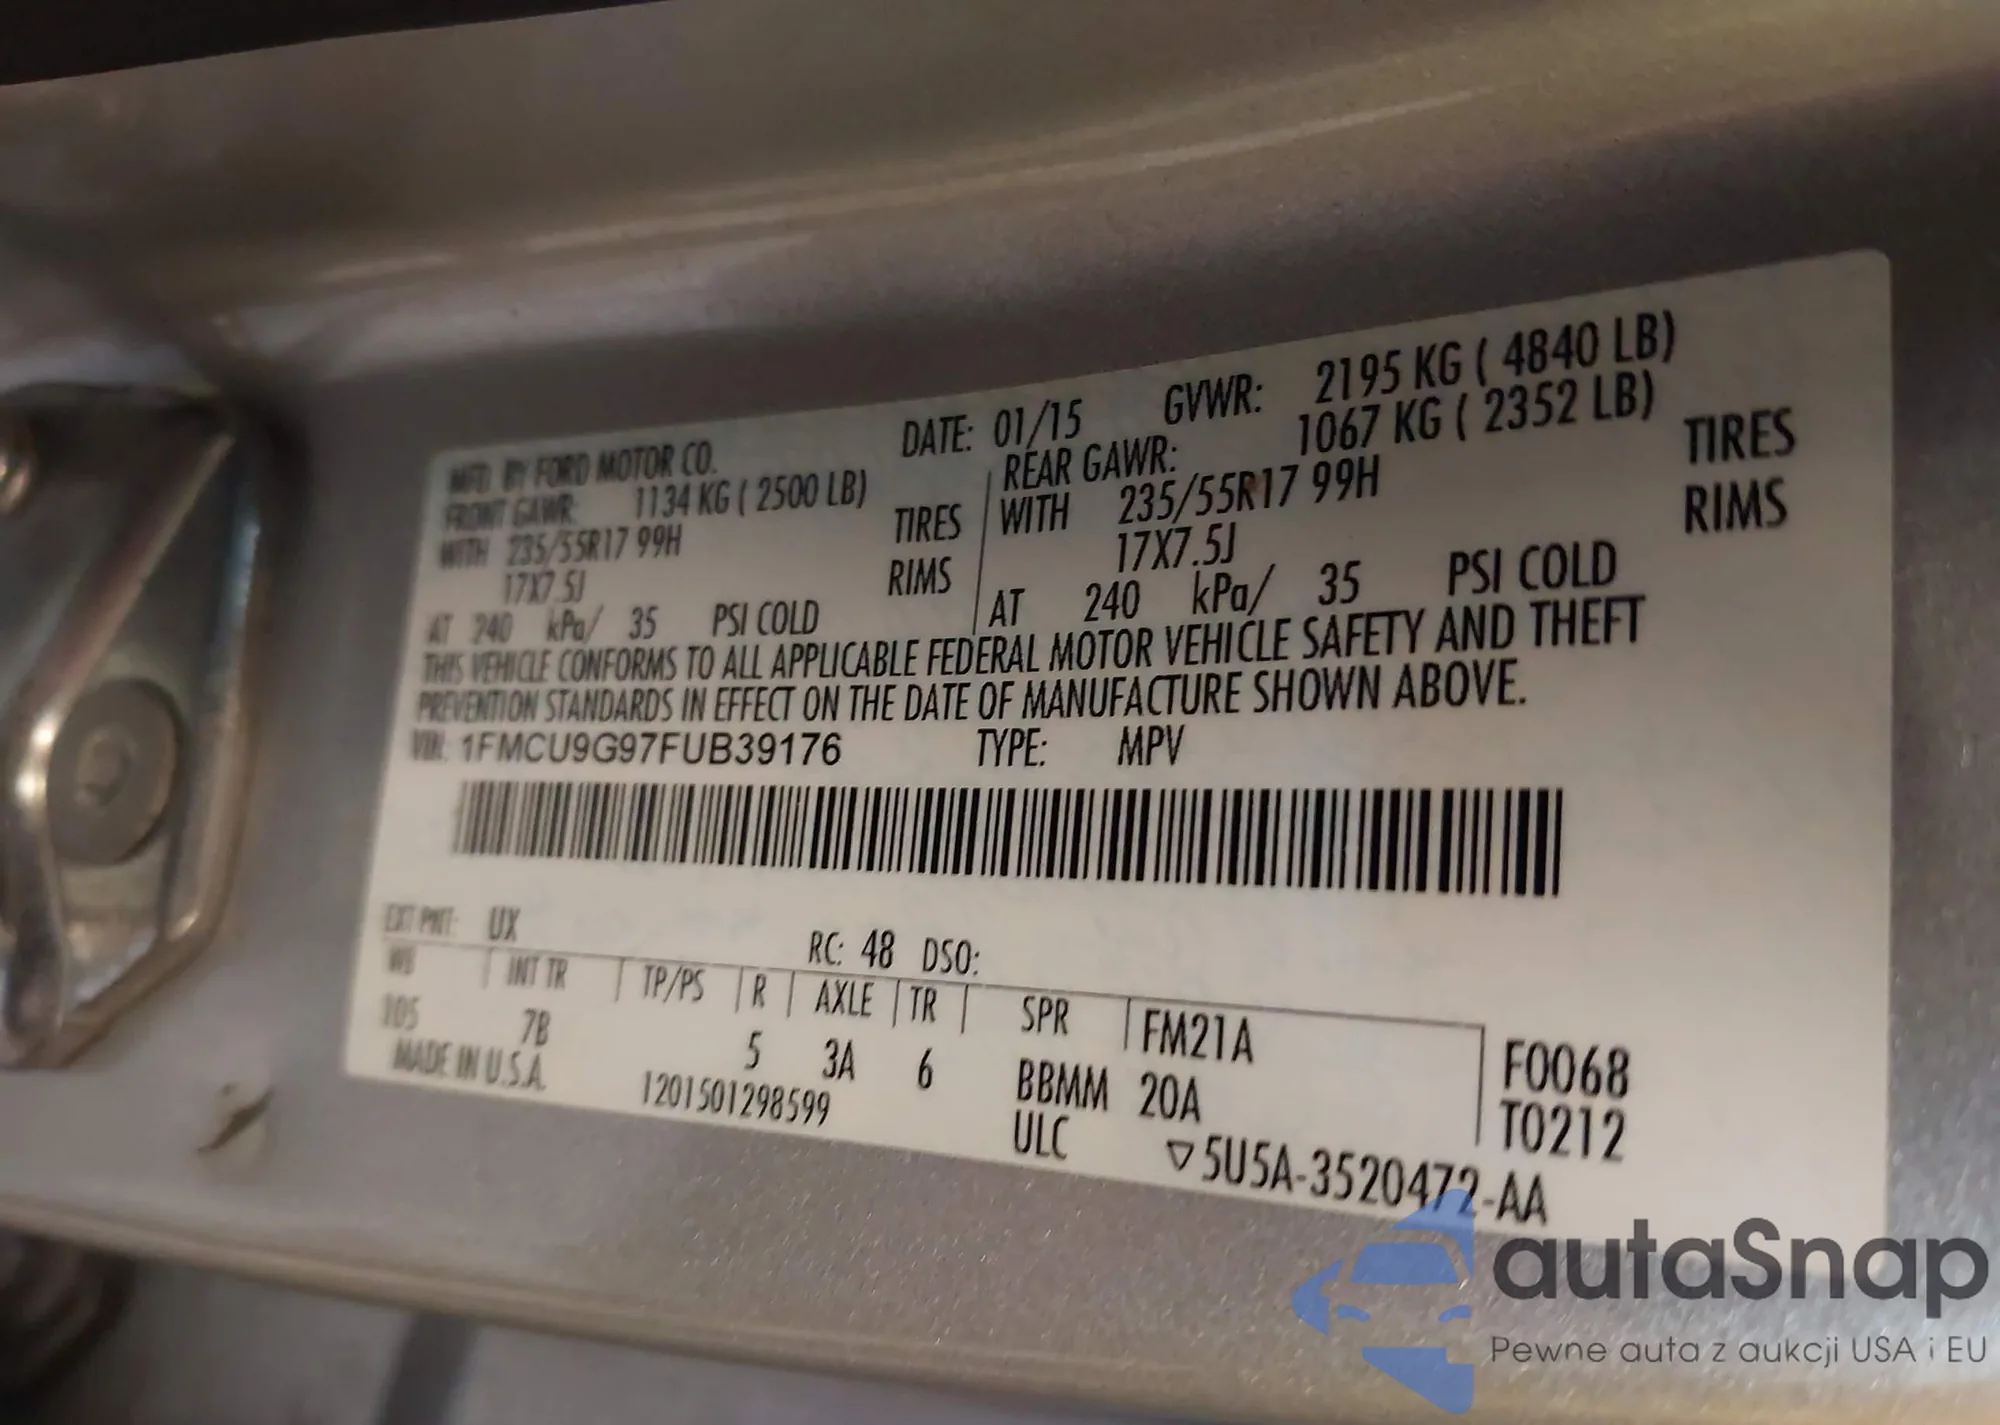 MFD. BY FORD MOTOR CO. DATE: 01/15 GVWR: 2195 KG ( 4840 LB)
FRONT GAWR: 1134 KG ( 2500 LB) REAR GAWR: 1067 KG ( 2352 LB)
WITH 235/55R17 99H TIRES WITH 235/55R17 99H TIRES
17X7.5J RIMS 17X7.5J RIMS
AT 240 kPa/ 35 PSI COLD AT 240 kPa/ 35 PSI COLD
THIS VEHICLE CONFORMS TO ALL APPLICABLE FEDERAL MOTOR VEHICLE SAFETY AND THEFT
PREVENTION STANDARDS IN EFFECT ON THE DATE OF MANUFACTURE SHOWN ABOVE.
VIN: 1FMCU9G97FUB39176 TYPE: MPV
EXT PNT: UX RC: 48 DSO:
WB INT TR TP/PS R AXLE TR SPR FM21A F0068
105 7B 5 3A 6 BBMM 20A T0212
MADE IN U.S.A. 1201501298599 ULC ▽5U5A-3520472-AA
autaSnap
Pewne auta z aukcji USA i EU